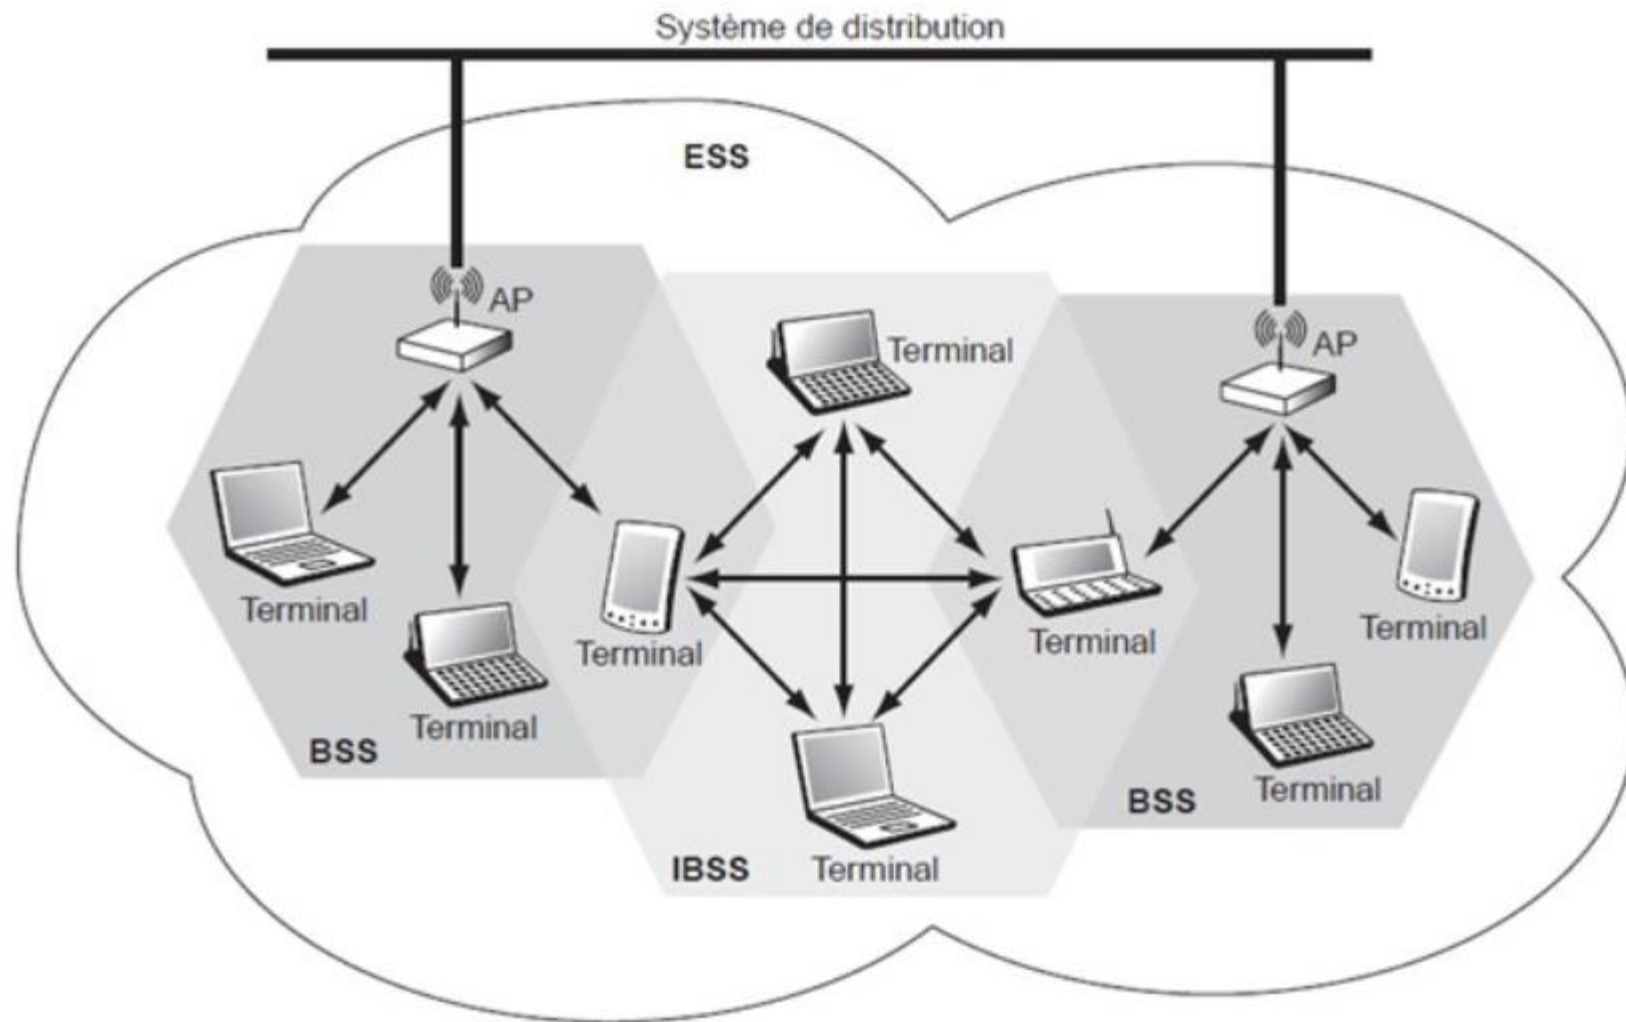 Système de distribution
ESS
AP
Terminal
AP
Terminal
Terminal
Terminal
Terminal
Terminal
Terminal
BSS
Terminal
BSS
IBSS
Terminal